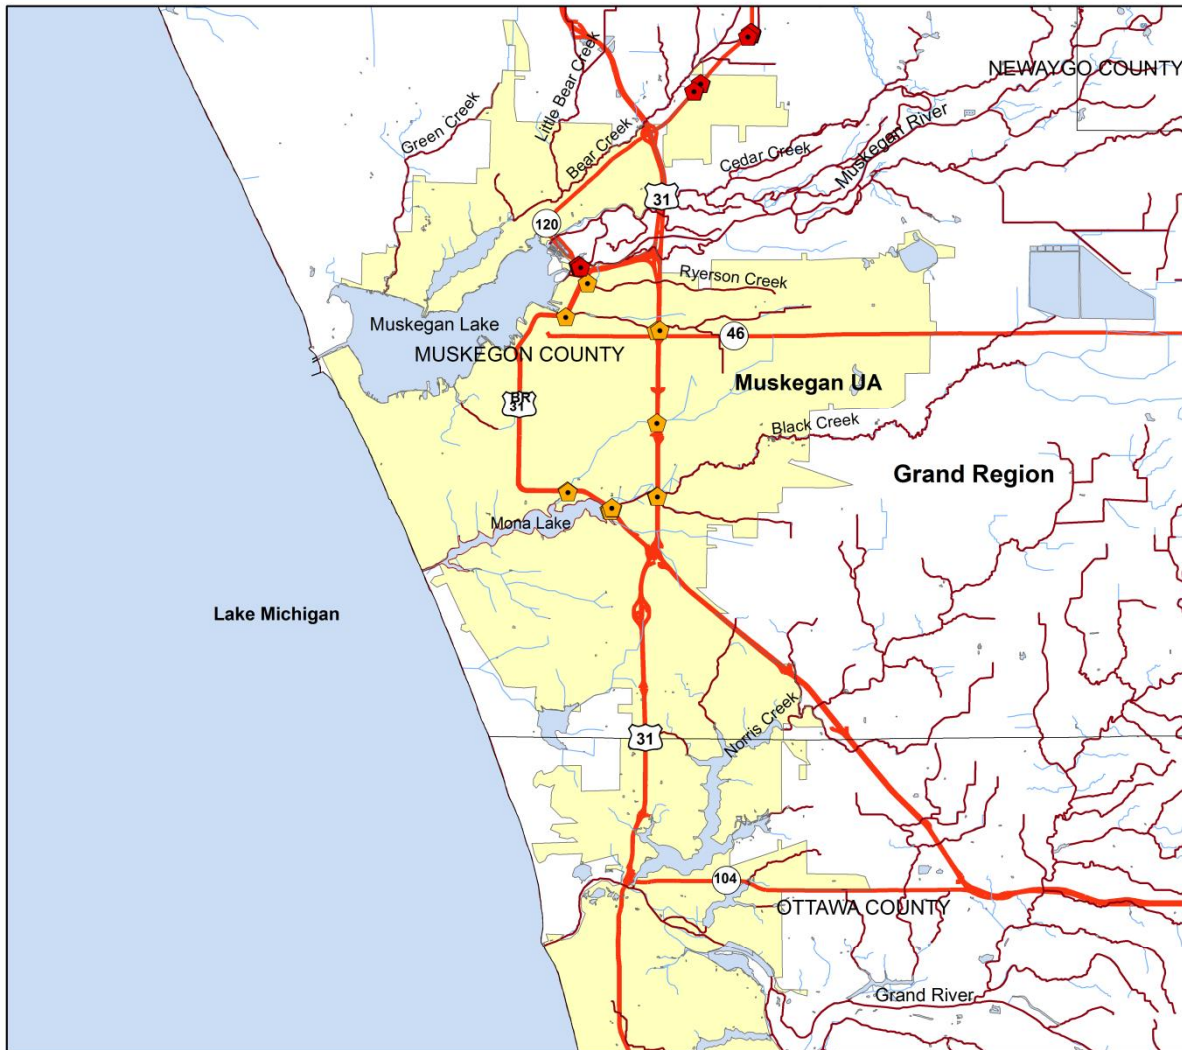 NEWAYGO COUNTY
Little Bear Creek
Green Creek
Bear Creek
Cedar Creek
Muskegan River
31
120
Ryerson Creek
Muskegan Lake
46
MUSKEGON COUNTY
Muskegan UA
BR
31
Black Creek
Grand Region
Mona Lake
Lake Michigan
Norris Creek
31
104
OTTAWA COUNTY
Grand River